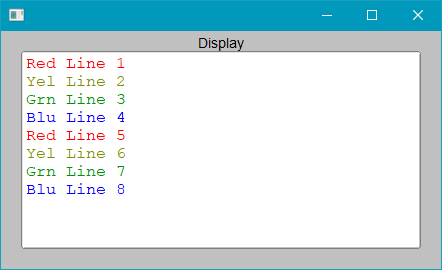 Display
Red Line 1
Yel Line 2
Grn Line 3
Blu Line 4
Red Line 5
Yel Line 6
Grn Line 7
Blu Line 8